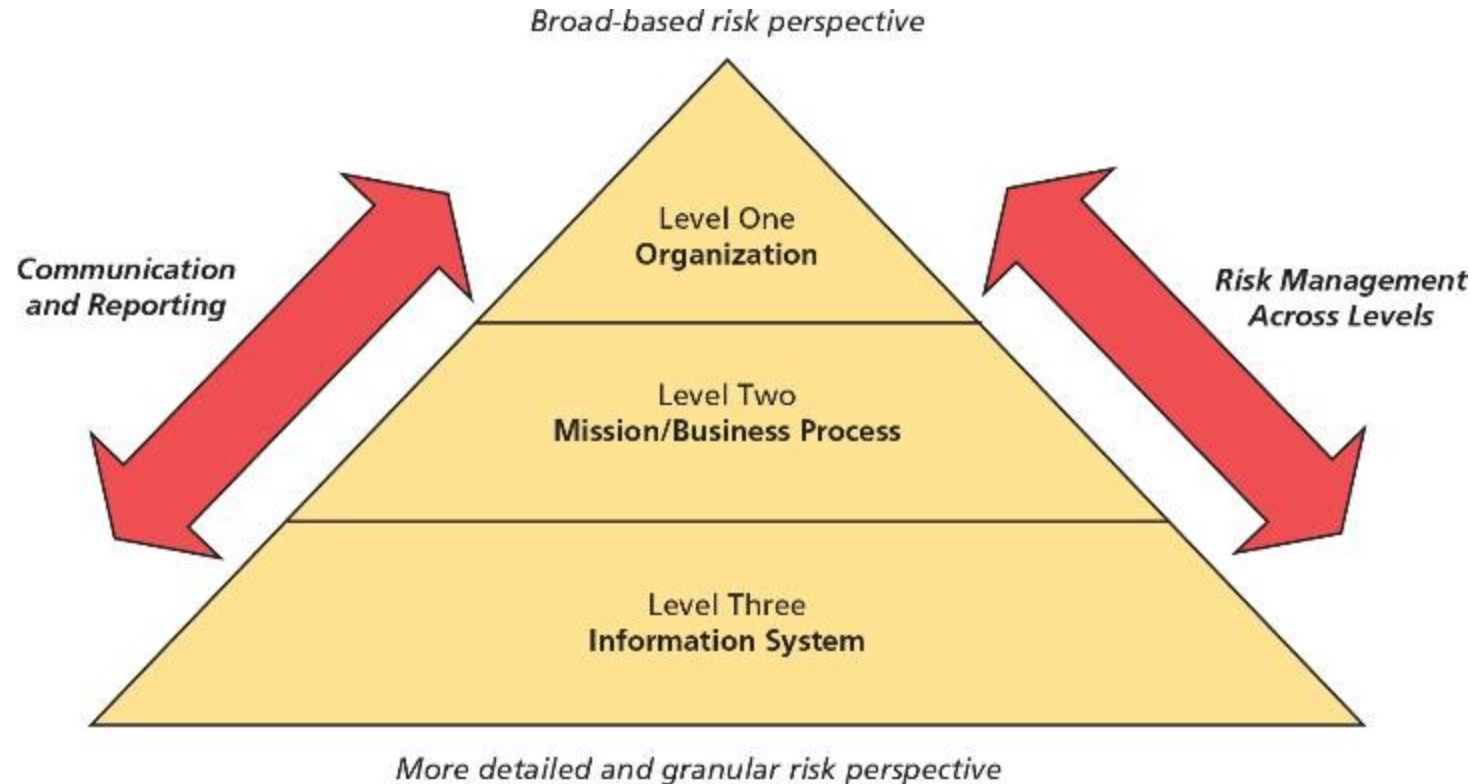 Broad-based risk perspective
Level One
Organization
Communication
and Reporting
Risk Management
Across Levels
Level Two
Mission/Business Process
Level Three
Information System
More detailed and granular risk perspective